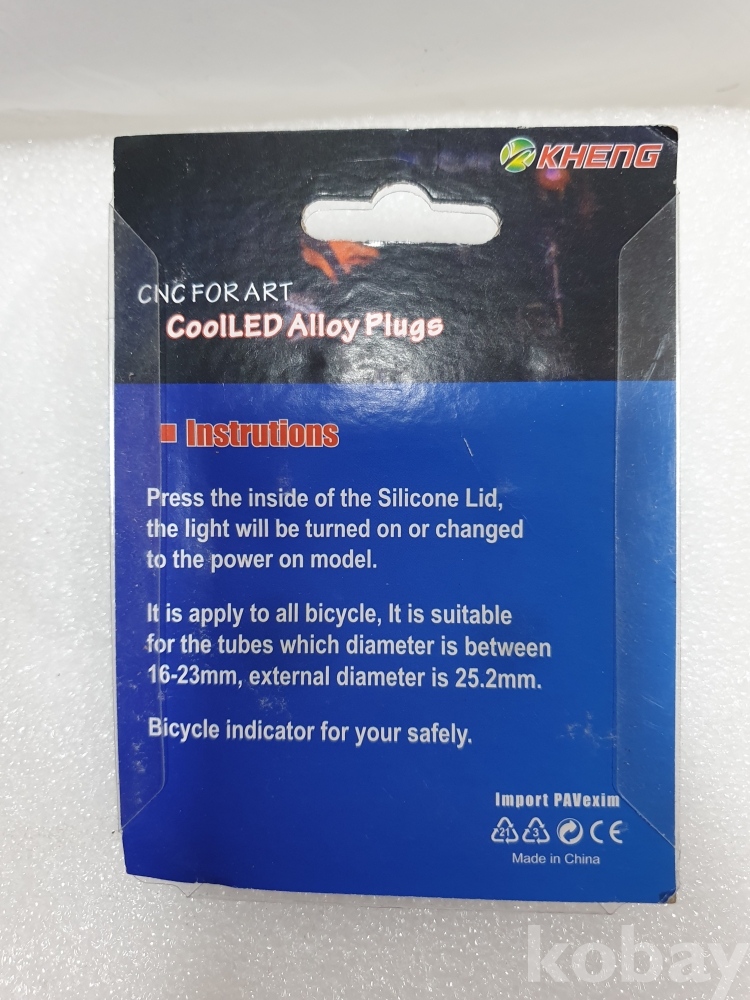 KHENG
CNC FOR ART
CoolLED Alloy Plugs
Instrutions
Press the inside of the Silicone Lid,
the light will be turned on or changed
to the power on model.
It is apply to all bicycle, It is suitable
for the tubes which diameter is between
16-23mm, external diameter is 25.2mm.
Bicycle indicator for your safely.
Import PAVexim
21 3 CE
Made in China
kobay